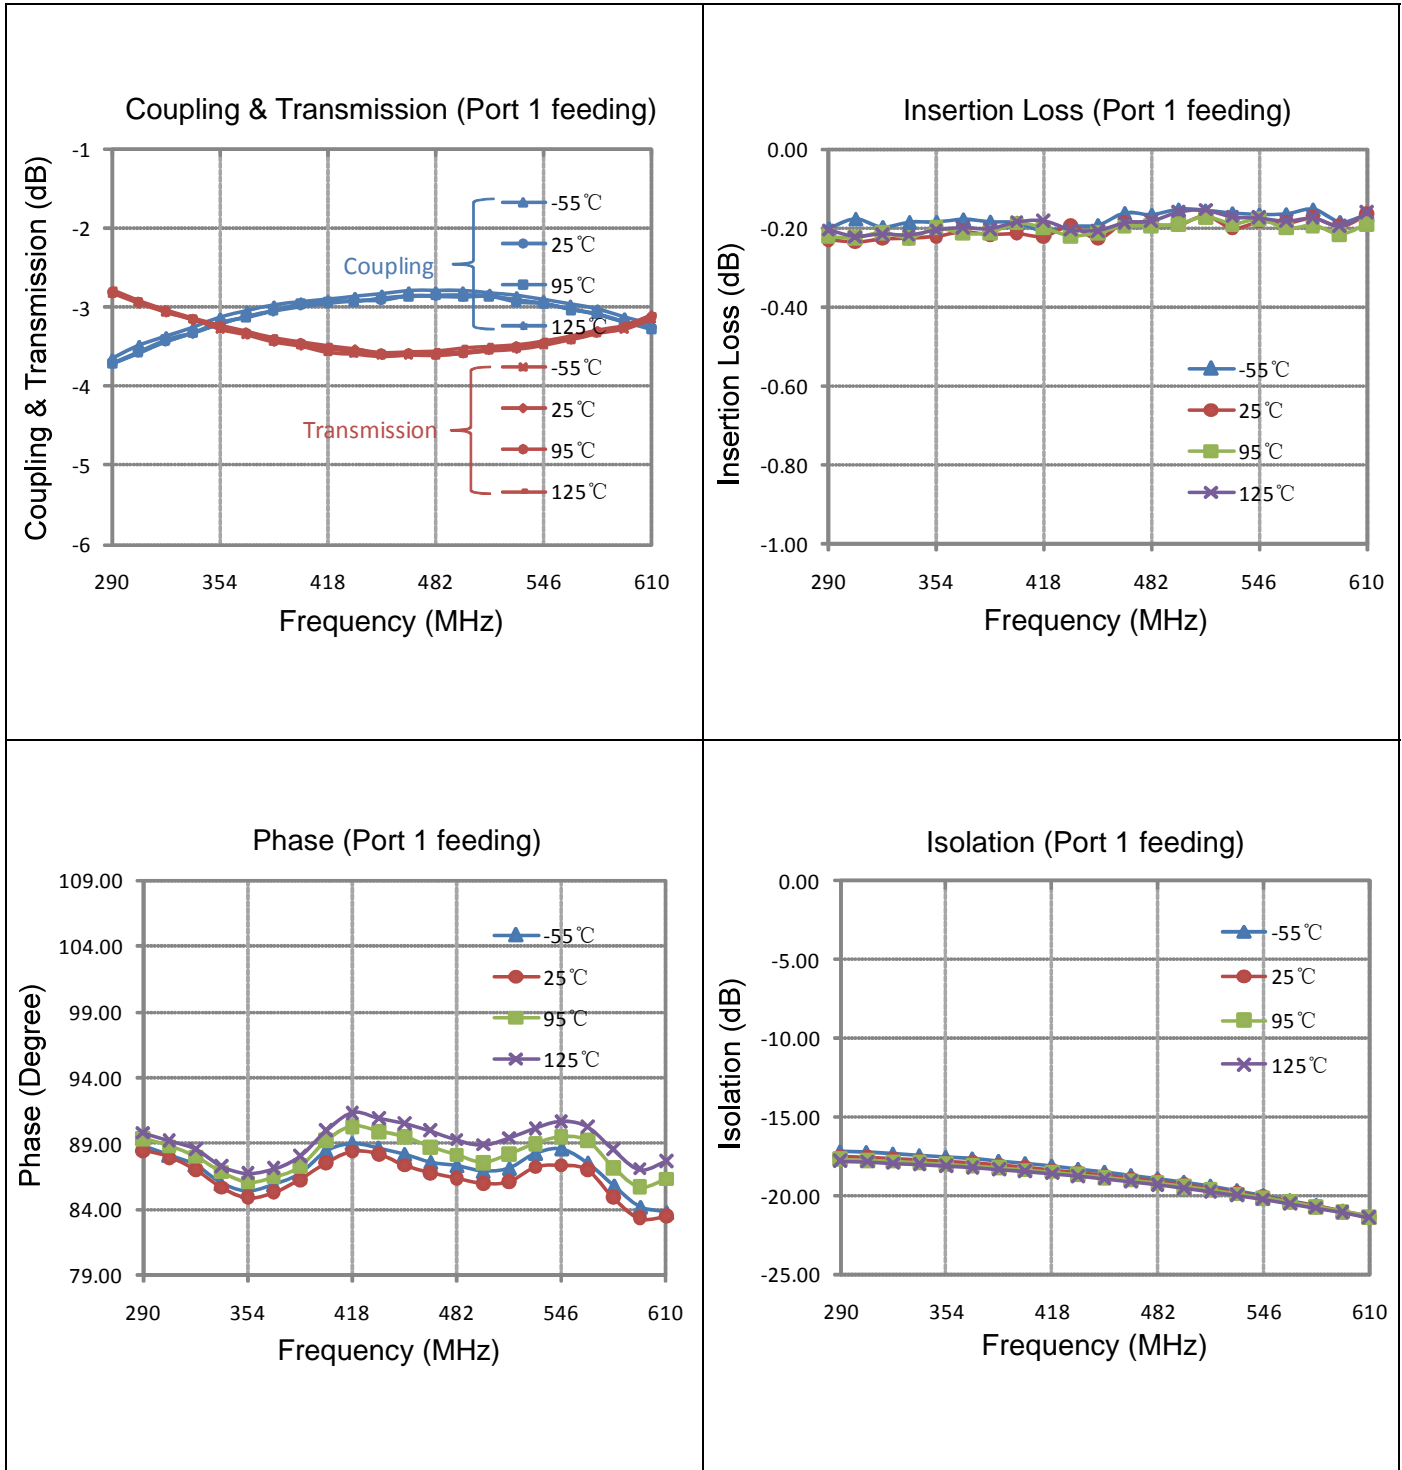 Coupling & Transmission (Port 1 feeding)
Coupling & Transmission (dB)
-1
-2
-3
-4
-5
-6
Coupling
-55℃
25℃
95℃
125℃
Transmission
-55℃
25℃
95℃
125℃
290 354 418 482 546 610
Frequency (MHz)
Insertion Loss (Port 1 feeding)
Insertion Loss (dB)
0.00
-0.20
-0.40
-0.60
-0.80
-1.00
-55℃
25℃
95℃
125℃
290 354 418 482 546 610
Frequency (MHz)
Phase (Port 1 feeding)
Phase (Degree)
109.00
104.00
99.00
94.00
89.00
84.00
79.00
-55℃
25℃
95℃
125℃
290 354 418 482 546 610
Frequency (MHz)
Isolation (Port 1 feeding)
Isolation (dB)
0.00
-5.00
-10.00
-15.00
-20.00
-25.00
-55℃
25℃
95℃
125℃
290 354 418 482 546 610
Frequency (MHz)